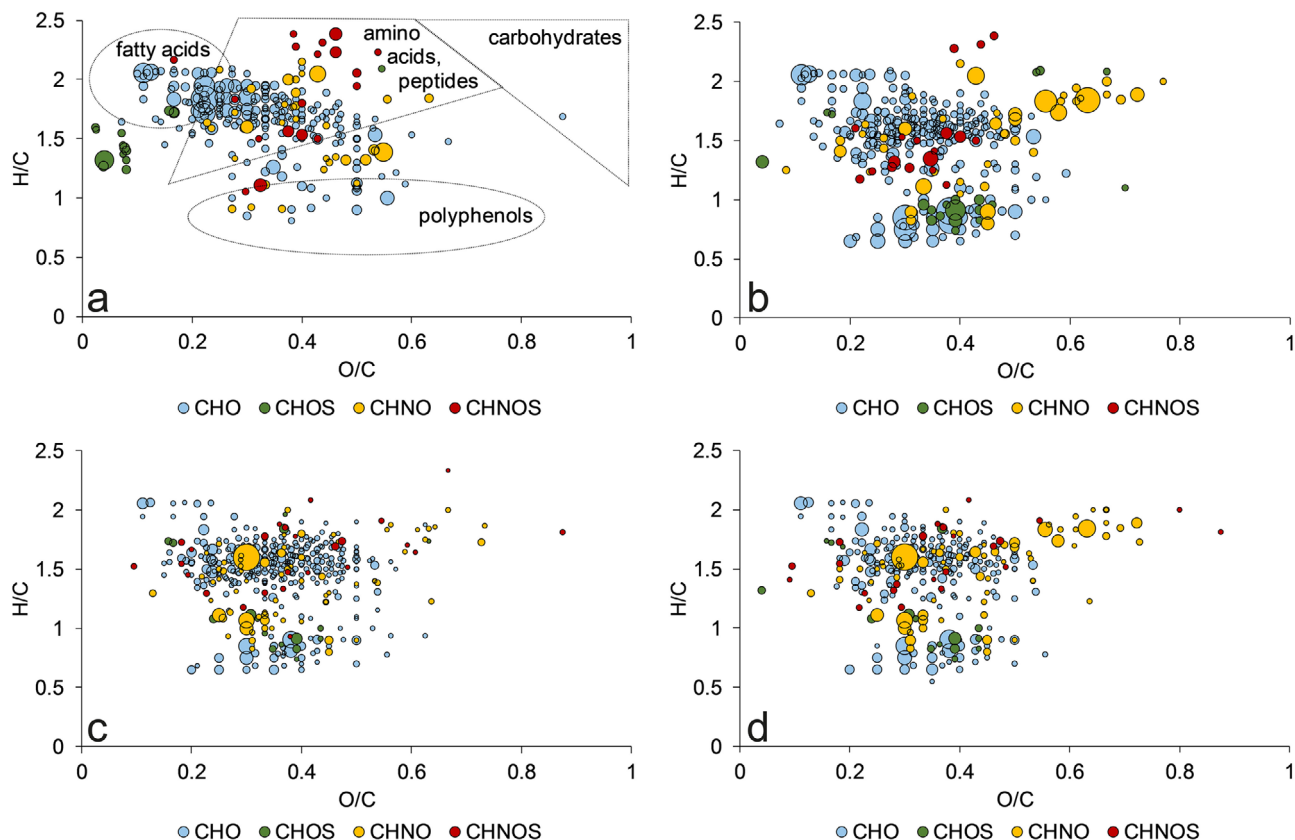 2.5
2
1.5
1
0.5
0
H/C
fatty acids
amino
acids,
peptides
carbohydrates
polyphenols
a
0 0.2 0.4 0.6 0.8 1
O/C
CHO CHOS CHNO CHNOS
2.5
2
1.5
1
0.5
0
H/C
b
0 0.2 0.4 0.6 0.8 1
O/C
CHO CHOS CHNO CHNOS
2.5
2
1.5
1
0.5
0
H/C
c
0 0.2 0.4 0.6 0.8 1
O/C
CHO CHOS CHNO CHNOS
2.5
2
1.5
1
0.5
0
H/C
d
0 0.2 0.4 0.6 0.8 1
O/C
CHO CHOS CHNO CHNOS